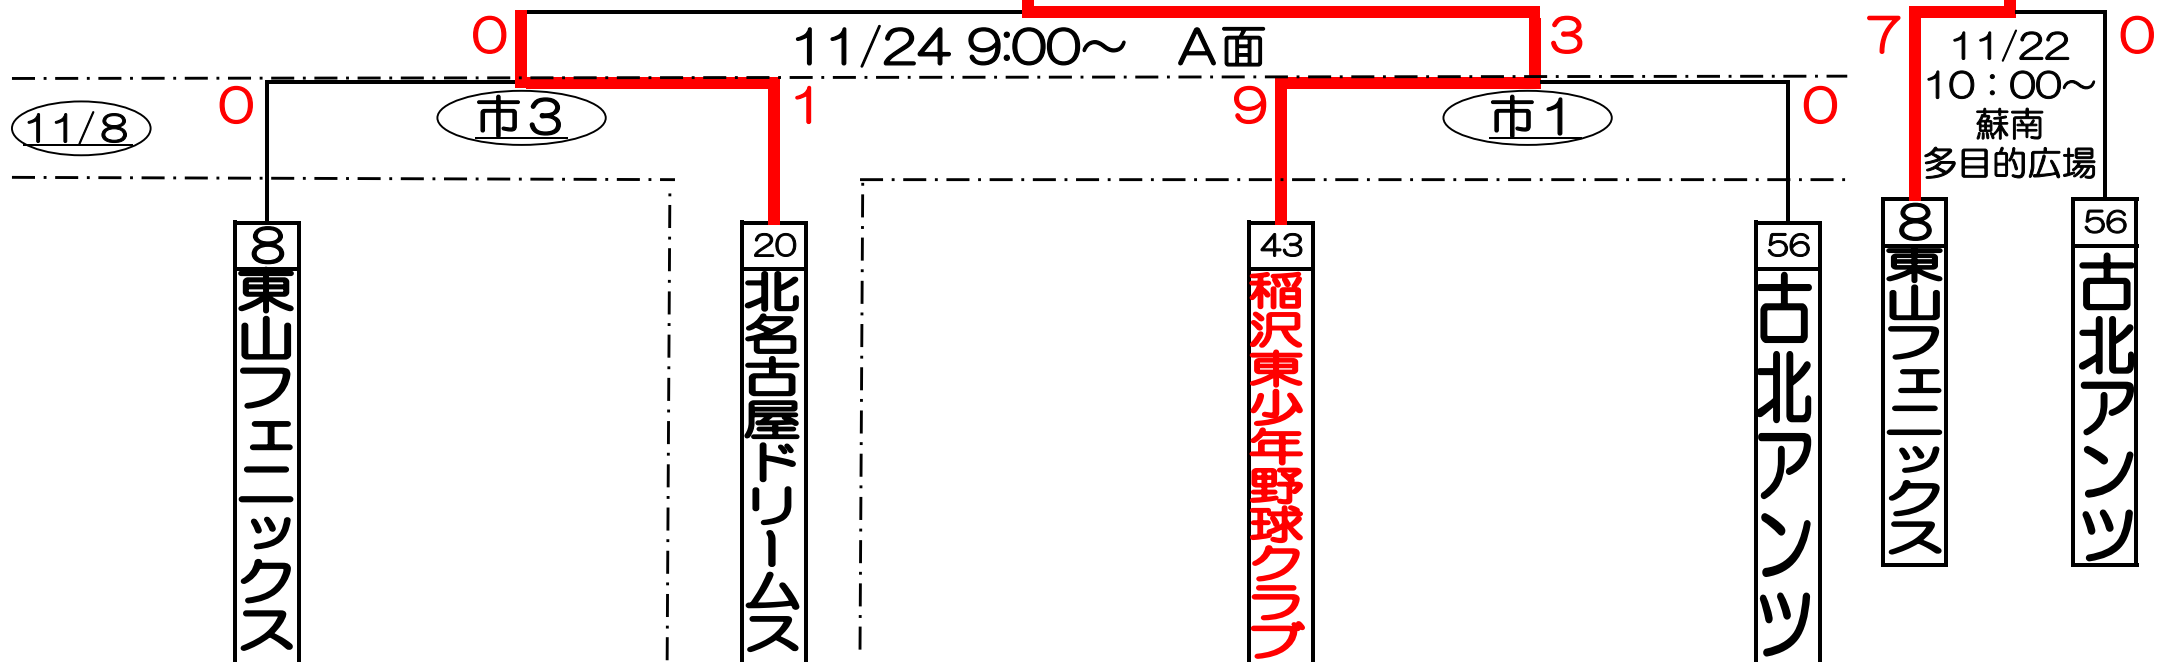 0
11/24 9:00～　A面
3
7
11/22
10：00～
蘇南
多目的広場
0
11/8
0
市3
1
9
市1
0
8
東山フェニックス
20
北名古屋ドリームス
43
稲沢東少年野球クラブ
56
古北アンツ
8
東山フェニックス
56
古北アンツ